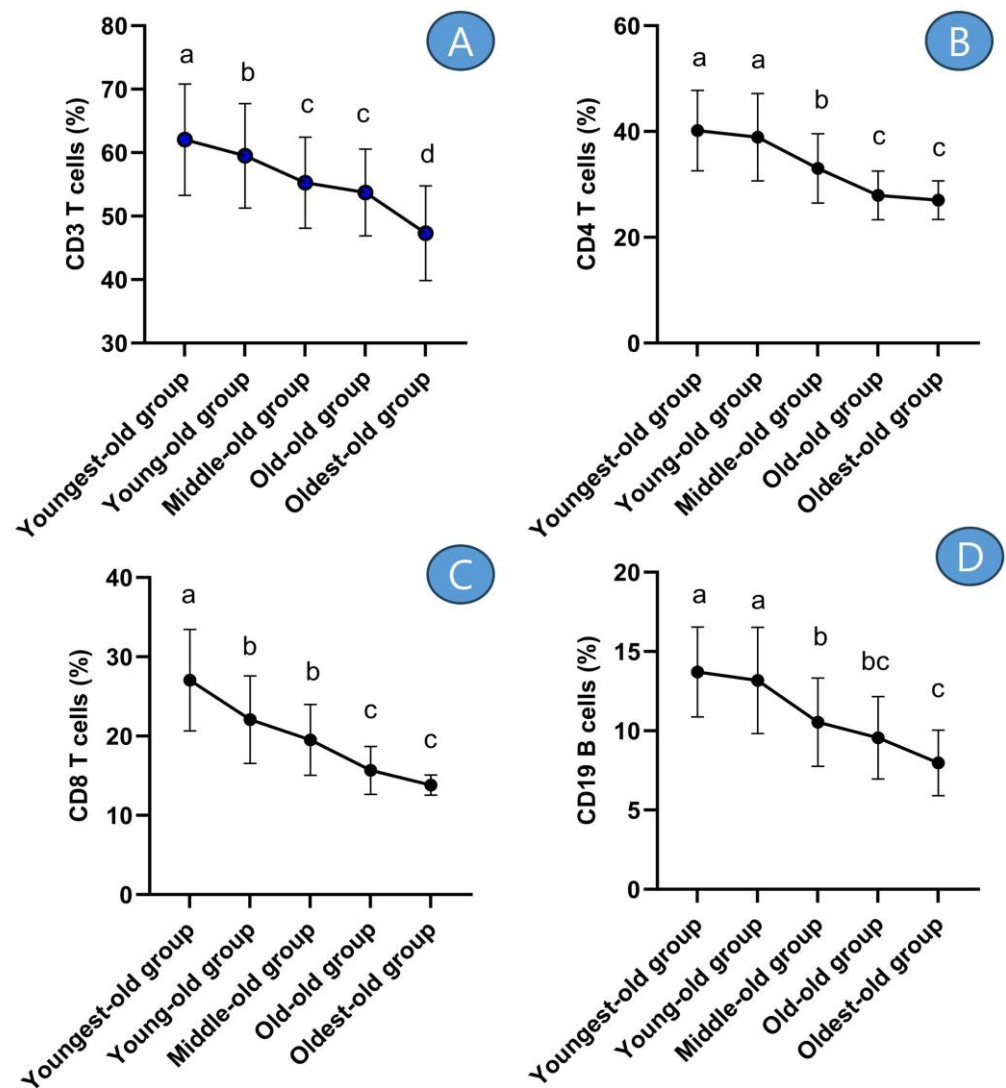 A
CD3 T cells (%)
80
70
60
50
40
30
a
b
c
c
d
Youngest-old group
Young-old group
Middle-old group
Old-old group
Oldest-old group
B
CD4 T cells (%)
60
40
20
0
a
a
b
c
c
Youngest-old group
Young-old group
Middle-old group
Old-old group
Oldest-old group
C
CD8 T cells (%)
40
30
20
10
0
a
b
b
c
c
Youngest-old group
Young-old group
Middle-old group
Old-old group
Oldest-old group
D
CD19 B cells (%)
20
15
10
5
0
a
a
b
bc
c
Youngest-old group
Young-old group
Middle-old group
Old-old group
Oldest-old group